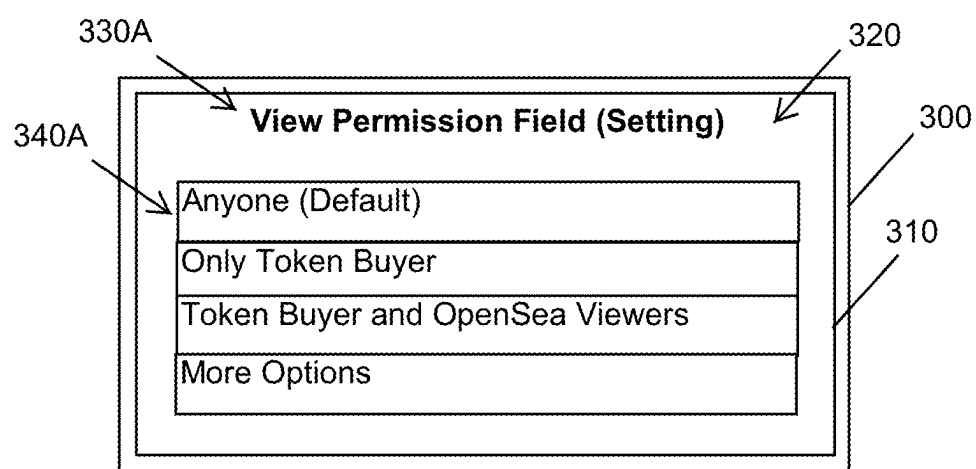 330A
320
View Permission Field (Setting)
300
340A
Anyone (Default)
310
Only Token Buyer
Token Buyer and OpenSea Viewers
More Options